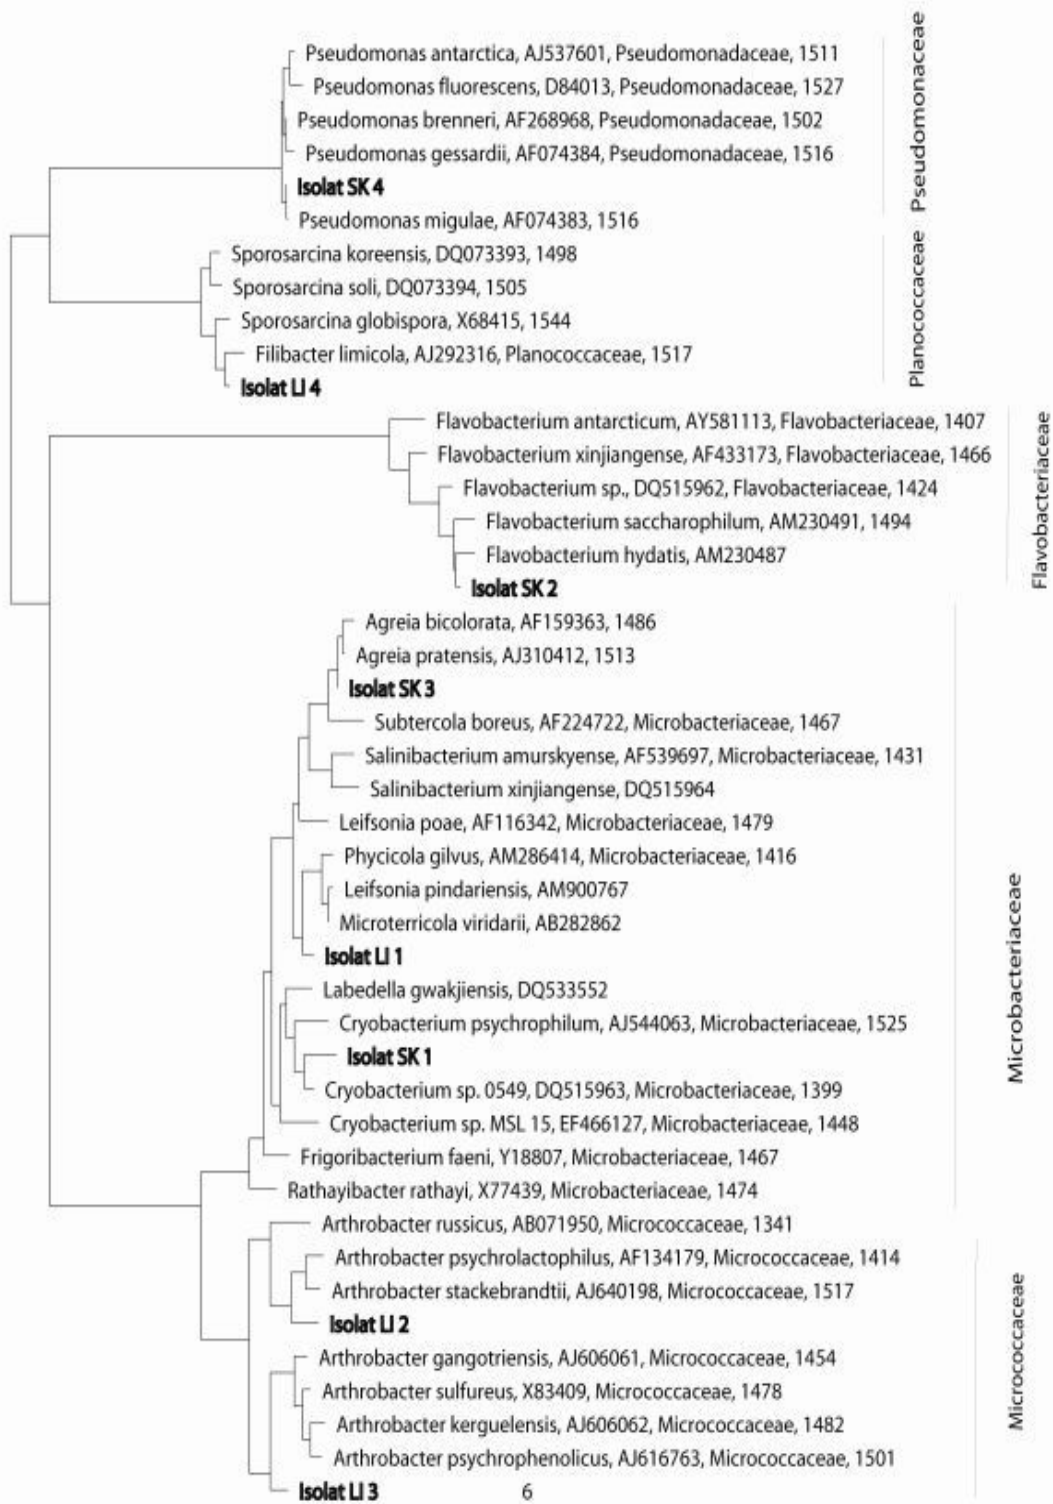 Pseudomonas antarctica, AJ537601, Pseudomonadaceae, 1511
Pseudomonas fluorescens, D84013, Pseudomonadaceae, 1527
Pseudomonas brenneri, AF268968, Pseudomonadaceae, 1502
Pseudomonas gessardii, AF074384, Pseudomonadaceae, 1516
Isolat SK 4
Pseudomonas migulae, AF074383, 1516
Pseudomonaceae
Sporosarcina koreensis, DQ073393, 1498
Sporosarcina soli, DQ073394, 1505
Sporosarcina globispora, X68415, 1544
Filibacter limicola, AJ292316, Planococcaceae, 1517
Isolat LI 4
Planococcaceae
Flavobacterium antarcticum, AY581113, Flavobacteriaceae, 1407
Flavobacterium xinjiangense, AF433173, Flavobacteriaceae, 1466
Flavobacterium sp., DQ515962, Flavobacteriaceae, 1424
Flavobacterium saccharophilum, AM230491, 1494
Flavobacterium hydatis, AM230487
Isolat SK 2
Flavobacteriaceae
Agreia bicolorata, AF159363, 1486
Agreia pratensis, AJ310412, 1513
Isolat SK 3
Subtercola boreus, AF224722, Microbacteriaceae, 1467
Salinibacterium amurskyense, AF539697, Microbacteriaceae, 1431
Salinibacterium xinjiangense, DQ515964
Leifsonia poae, AF116342, Microbacteriaceae, 1479
Phycicola gilvus, AM286414, Microbacteriaceae, 1416
Leifsonia pindariensis, AM900767
Microterricola viridarii, AB282862
Isolat LI 1
Labedella gwakjiensis, DQ533552
Cryobacterium psychrophilum, AJ544063, Microbacteriaceae, 1525
Isolat SK 1
Cryobacterium sp. 0549, DQ515963, Microbacteriaceae, 1399
Cryobacterium sp. MSL 15, EF466127, Microbacteriaceae, 1448
Frigoribacterium faeni, Y18807, Microbacteriaceae, 1467
Rathayibacter rathayi, X77439, Microbacteriaceae, 1474
Microbacteriaceae
Arthrobacter russicus, AB071950, Micrococcaceae, 1341
Arthrobacter psychrolactophilus, AF134179, Micrococcaceae, 1414
Arthrobacter stackebrandtii, AJ640198, Micrococcaceae, 1517
Isolat LI 2
Arthrobacter gangotriensis, AJ606061, Micrococcaceae, 1454
Arthrobacter sulfureus, X83409, Micrococcaceae, 1478
Arthrobacter kerguelensis, AJ606062, Micrococcaceae, 1482
Arthrobacter psychrophenolicus, AJ616763, Micrococcaceae, 1501
Isolat LI 3
Micrococcaceae
6